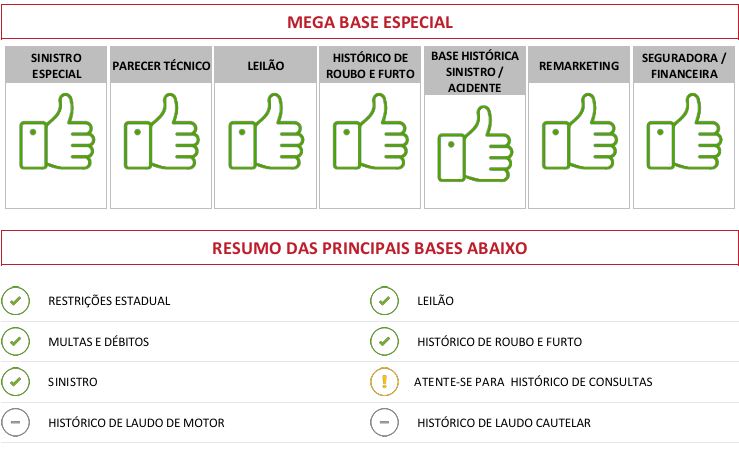 MEGA BASE ESPECIAL
SINISTRO
ESPECIAL
PARECER TÉCNICO
LEILÃO
HISTÓRICO DE
ROUBO E FURTO
BASE HISTÓRICA
SINISTRO /
ACIDENTE
REMARKETING
SEGURADORA /
FINANCEIRA
RESUMO DAS PRINCIPAIS BASES ABAIXO
RESTRIÇÕES ESTADUAL
LEILÃO
MULTAS E DÉBITOS
HISTÓRICO DE ROUBO E FURTO
SINISTRO
ATENTE-SE PARA HISTÓRICO DE CONSULTAS
HISTÓRICO DE LAUDO DE MOTOR
HISTÓRICO DE LAUDO CAUTELAR